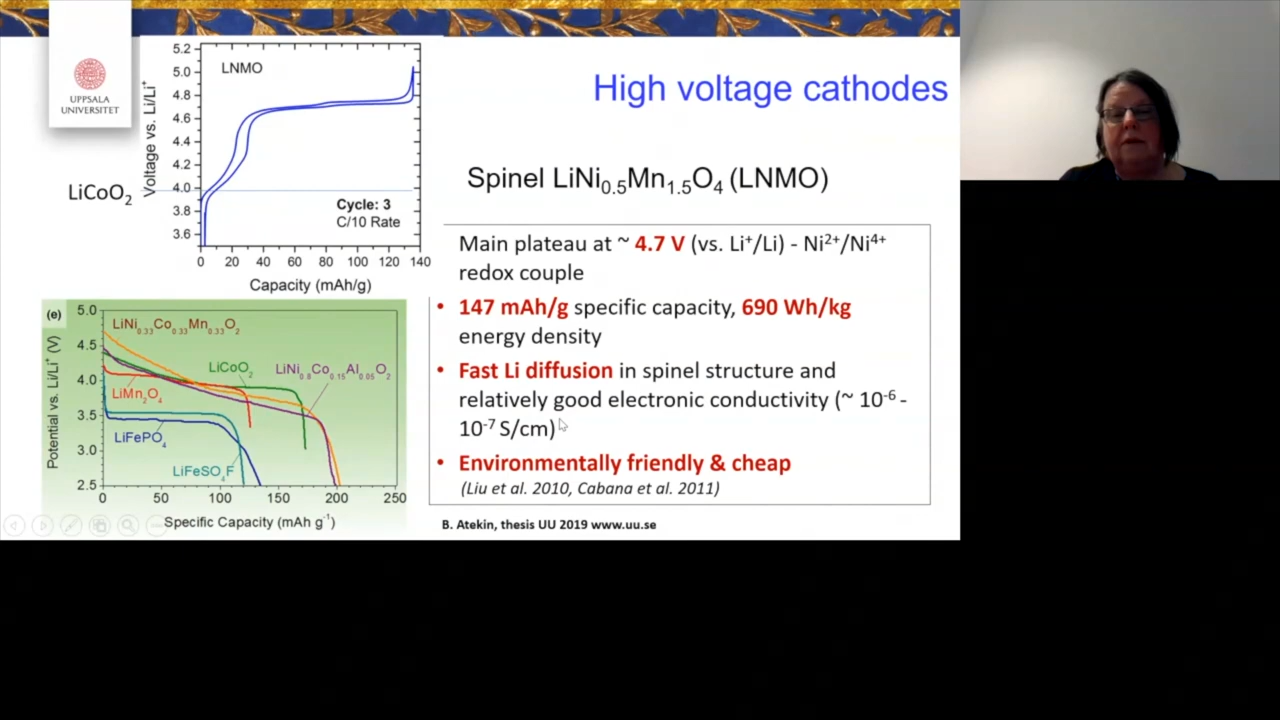 UPPSALA
UNIVERSITET
High voltage cathodes
LNMO
Voltage vs. Li/Li⁺
5.2
5.0
4.8
4.6
4.4
4.2
4.0
3.8
3.6
LiCoO₂
Cycle: 3
C/10 Rate
0 20 40 60 80 100 120 140
Capacity (mAh/g)
Spinel LiNi₀.₅Mn₁.₅O₄ (LNMO)
Main plateau at ~ 4.7 V (vs. Li⁺/Li) - Ni²⁺/Ni⁴⁺
redox couple
• 147 mAh/g specific capacity, 690 Wh/kg
energy density
• Fast Li diffusion in spinel structure and
relatively good electronic conductivity (~ 10⁻⁶ -
10⁻⁷ S/cm)
• Environmentally friendly & cheap
(Liu et al. 2010, Cabana et al. 2011)
B. Atekin, thesis UU 2019 www.uu.se
(e)
Potential vs. Li/Li⁺ (V)
5.0
4.5
4.0
3.5
3.0
2.5
LiNi₀.₃₃Co₀.₃₃Mn₀.₃₃O₂
LiCoO₂
LiNi₀.₈Co₀.₁₅Al₀.₀₅O₂
LiMn₂O₄
LiFePO₄
LiFeSO₄F
0 50 100 150 200 250
Specific Capacity (mAh g⁻¹)